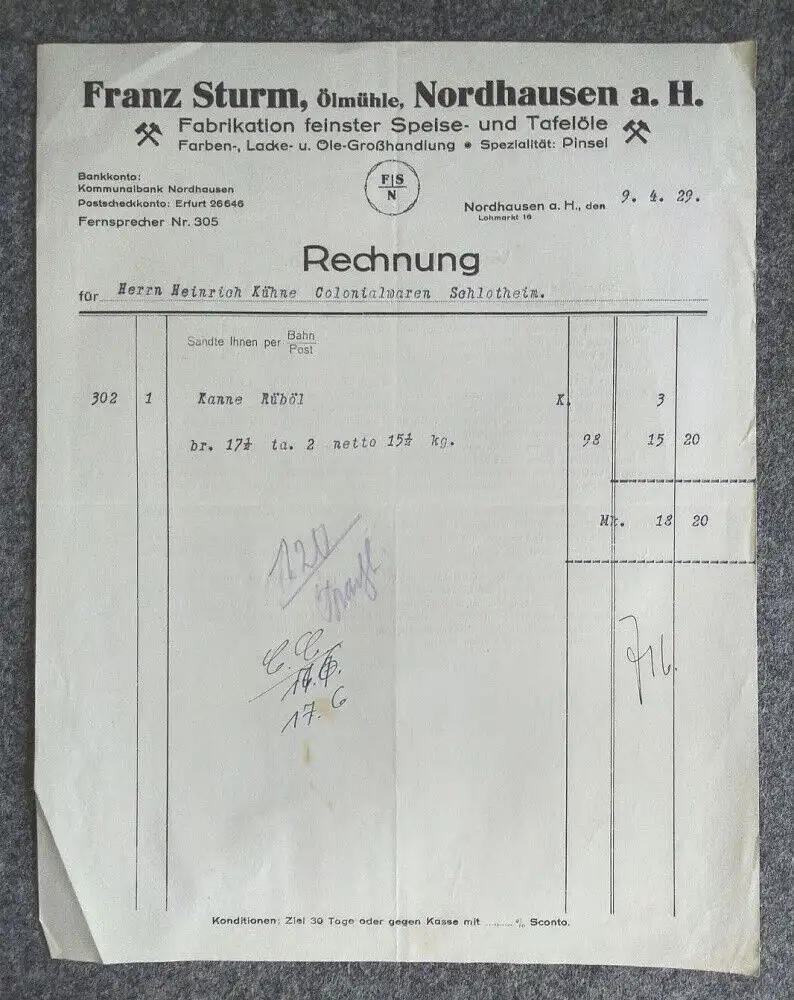 Franz Sturm, Ölmühle, Nordhausen a. H.
Fabrikation feinster Speise- und Tafelöle
Farben-, Lacke- u. Öle-Großhandlung • Spezialität: Pinsel
Bankkonto:
Kommunalbank Nordhausen
Postscheckkonto: Erfurt 26646
Fernsprecher Nr. 305
F|S
N
Nordhausen a. H., den 9. 4. 29.
Lohmarkt 16
Rechnung
für Herrn Heinrich Kühne Colonialwaren Schlotheim.
Sandte Ihnen per Bahn
Post
302 1 Kanne Rüböl K. 3
br. 17½ ta. 2 netto 15½ kg. 98 15 20
Mk. 18 20
120
17. 6
Konditionen: Ziel 30 Tage oder gegen Kasse mit ........ % Sconto.